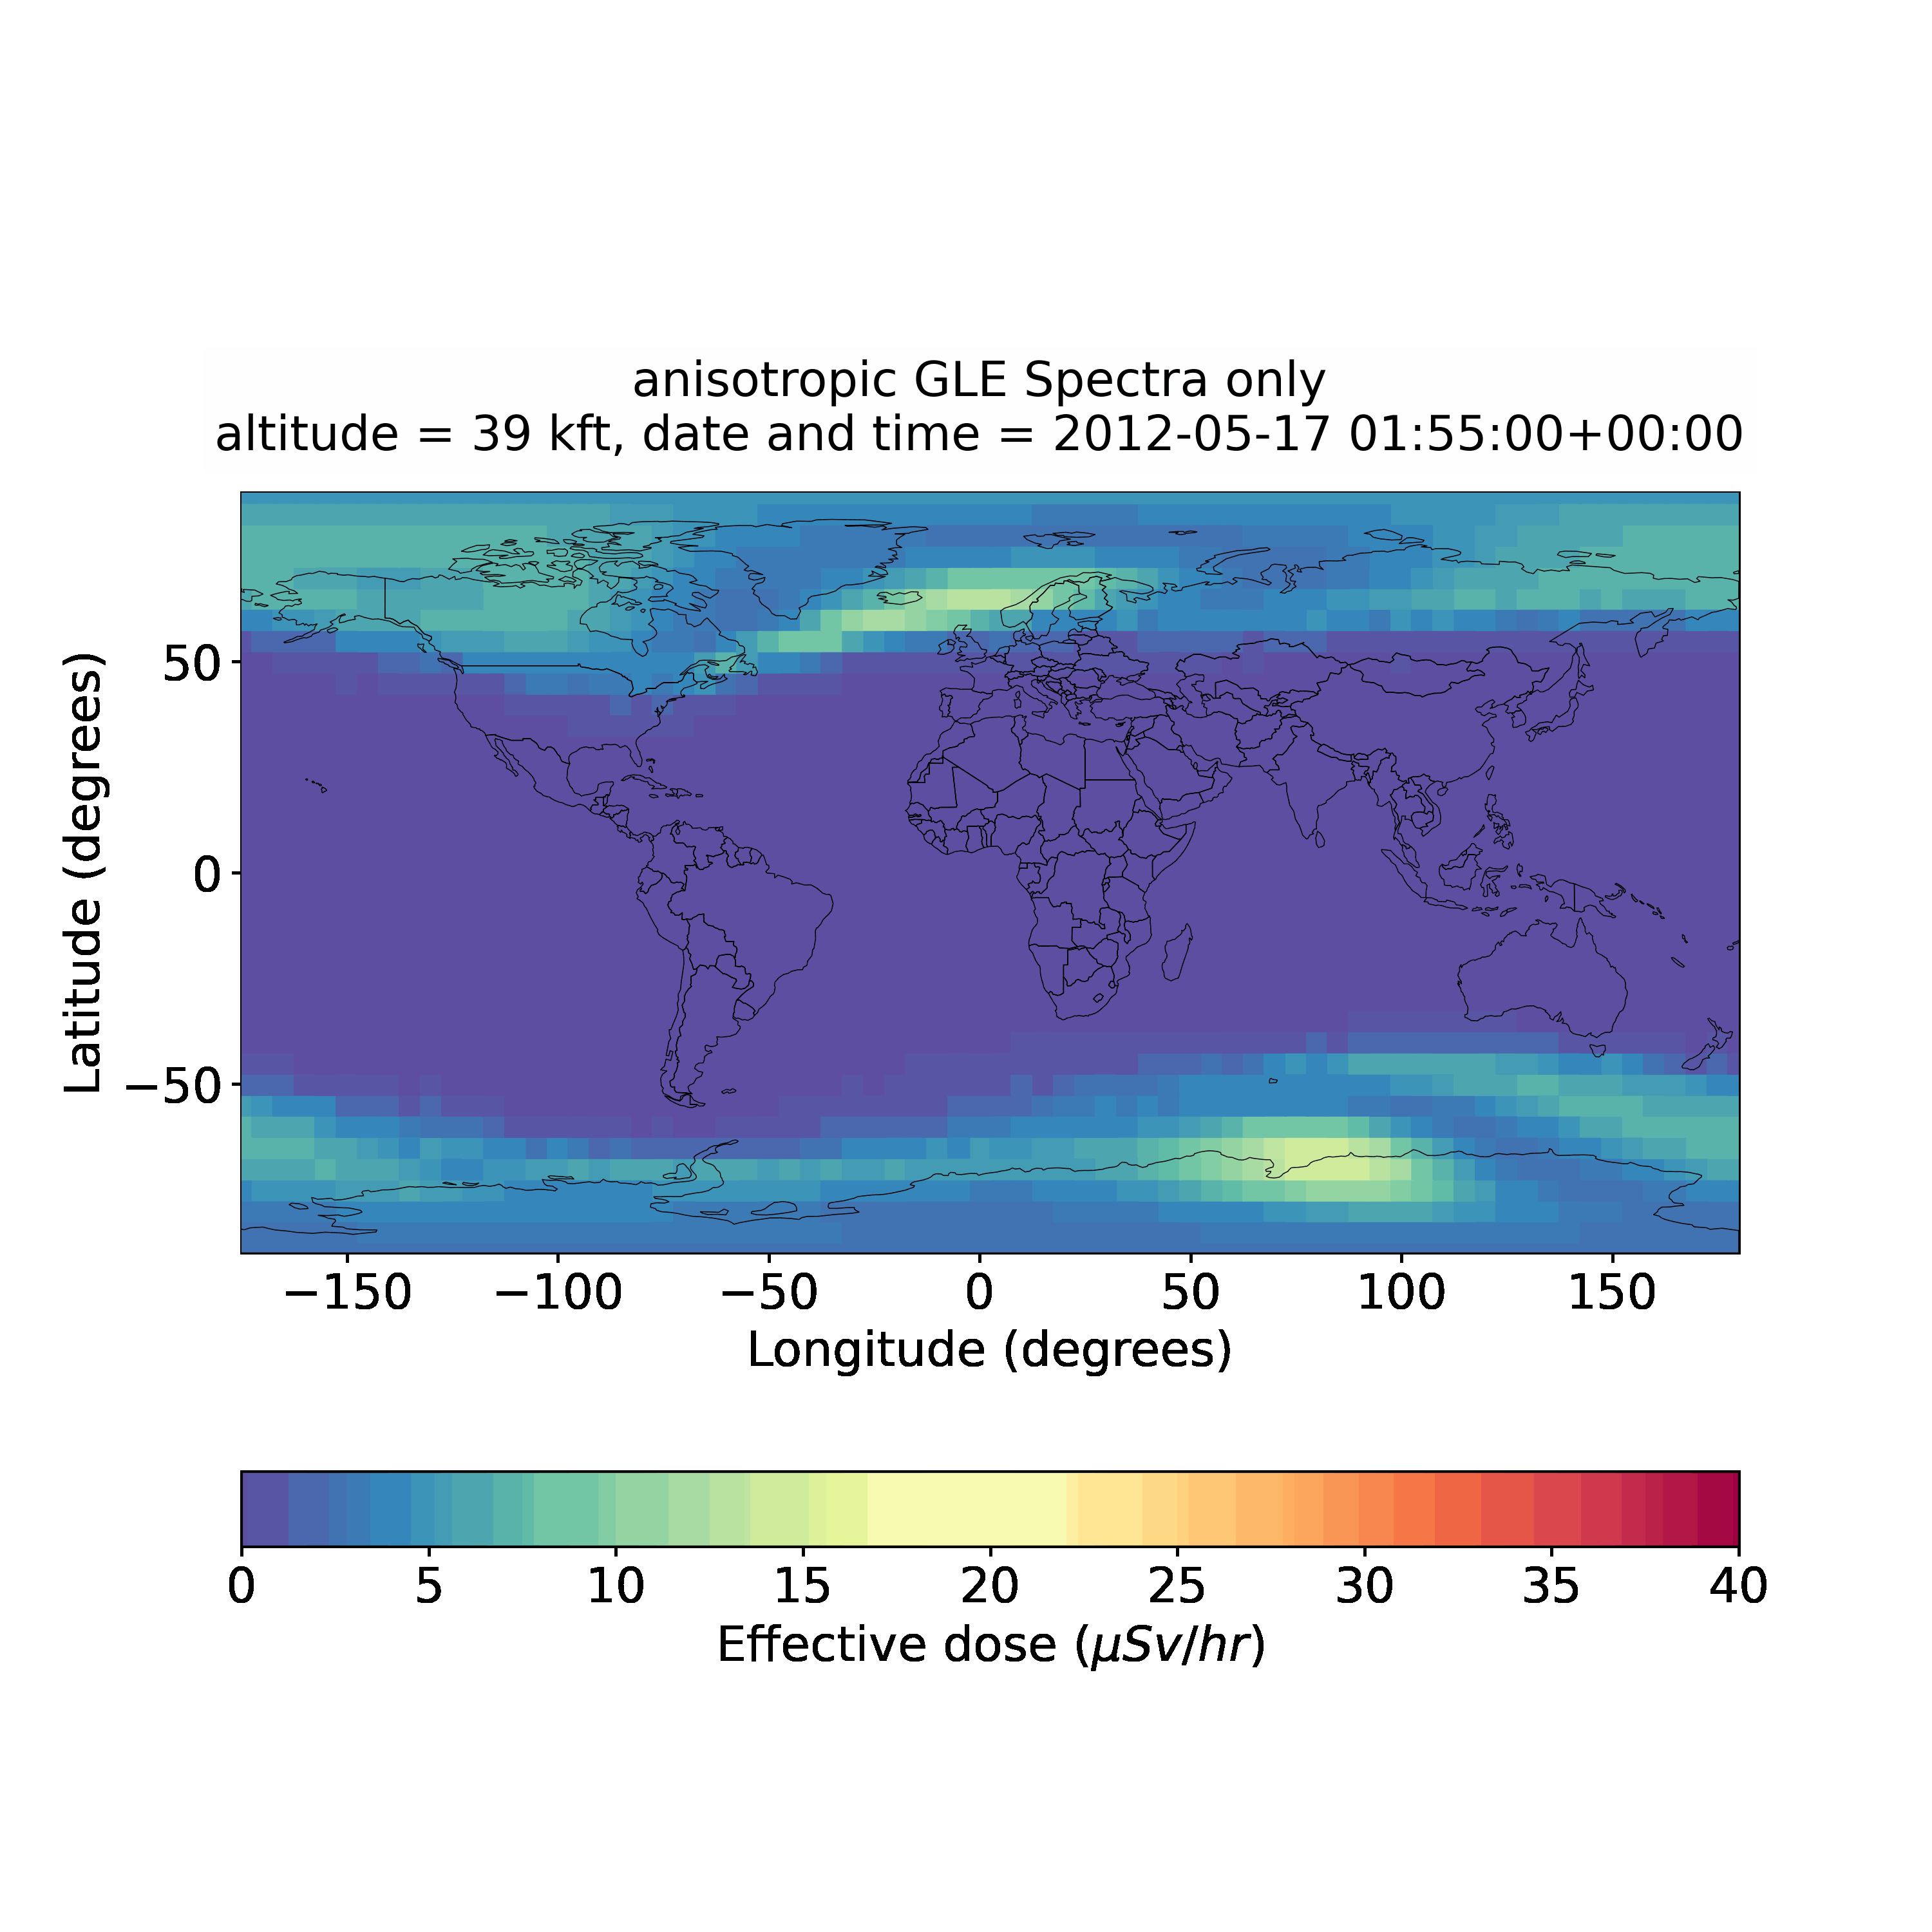 anisotropic GLE Spectra only
altitude = 39 kft, date and time = 2012-05-17 01:55:00+00:00
Latitude (degrees)
50
0
−50
−150 −100 −50 0 50 100 150
Longitude (degrees)
0 5 10 15 20 25 30 35 40
Effective dose (μSv/hr)